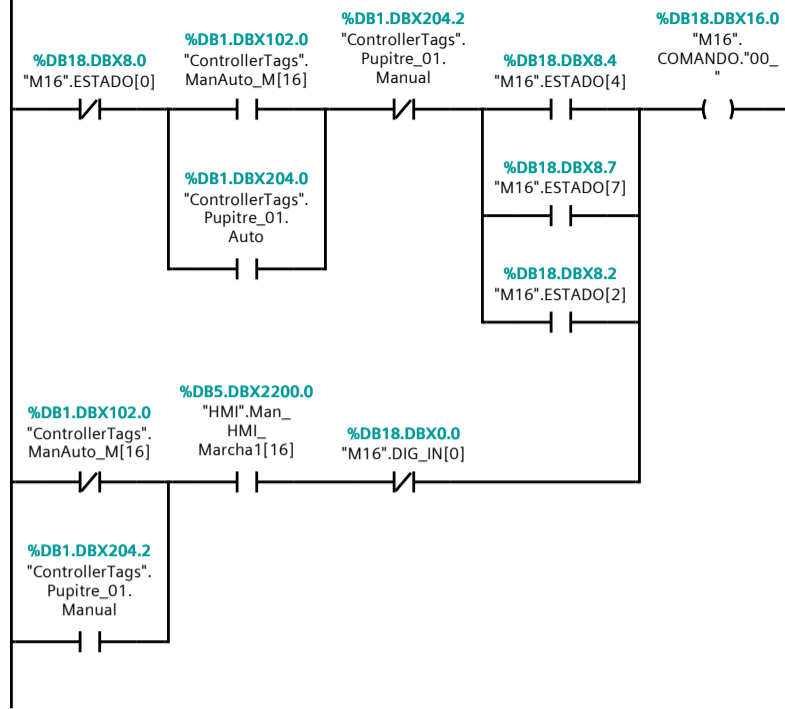 %DB18.DBX8.0
"M16".ESTADO[0]
%DB1.DBX102.0
"ControllerTags".
ManAuto_M[16]
%DB1.DBX204.2
"ControllerTags".
Pupitre_01.
Manual
%DB18.DBX8.4
"M16".ESTADO[4]
%DB18.DBX16.0
"M16".
COMANDO."00_
"
%DB1.DBX204.0
"ControllerTags".
Pupitre_01.
Auto
%DB18.DBX8.7
"M16".ESTADO[7]
%DB18.DBX8.2
"M16".ESTADO[2]
%DB1.DBX102.0
"ControllerTags".
ManAuto_M[16]
%DB5.DBX2200.0
"HMI".Man_
HMI_
Marcha1[16]
%DB18.DBX0.0
"M16".DIG_IN[0]
%DB1.DBX204.2
"ControllerTags".
Pupitre_01.
Manual